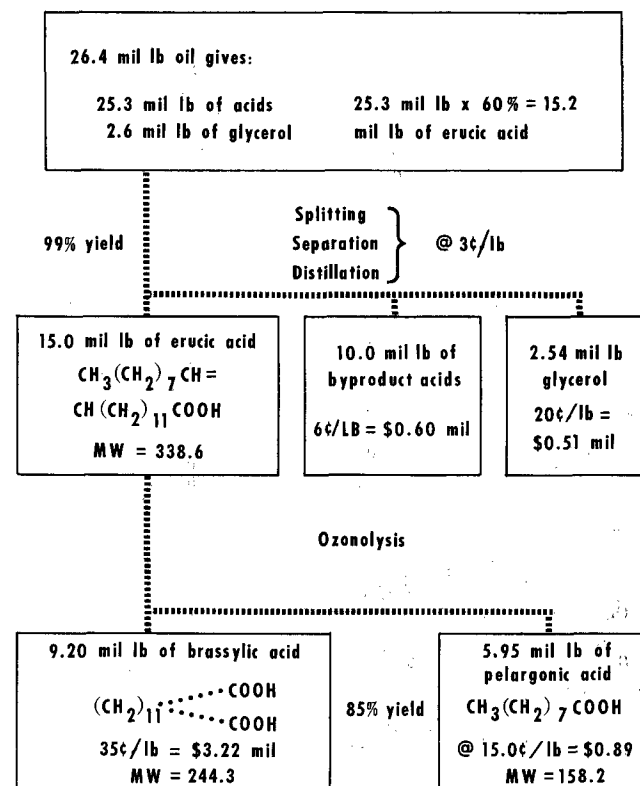 26.4 mil lb oil gives:
25.3 mil lb of acids
2.6 mil lb of glycerol
25.3 mil lb x 60% = 15.2
mil lb of erucic acid
99% yield
Splitting
Separation
Distillation
@ 3¢/lb
15.0 mil lb of erucic acid
CH3(CH2)7CH=
CH(CH2)11COOH
MW = 338.6
10.0 mil lb of
byproduct acids
6¢/LB = $0.60 mil
2.54 mil lb
glycerol
20¢/lb =
$0.51 mil
Ozonolysis
9.20 mil lb of brassylic acid
(CH2)11
COOH
COOH
35¢/lb = $3.22 mil
MW = 244.3
85% yield
5.95 mil lb of
pelargonic acid
CH3(CH2)7COOH
@ 15.0¢/lb = $0.89
MW = 158.2